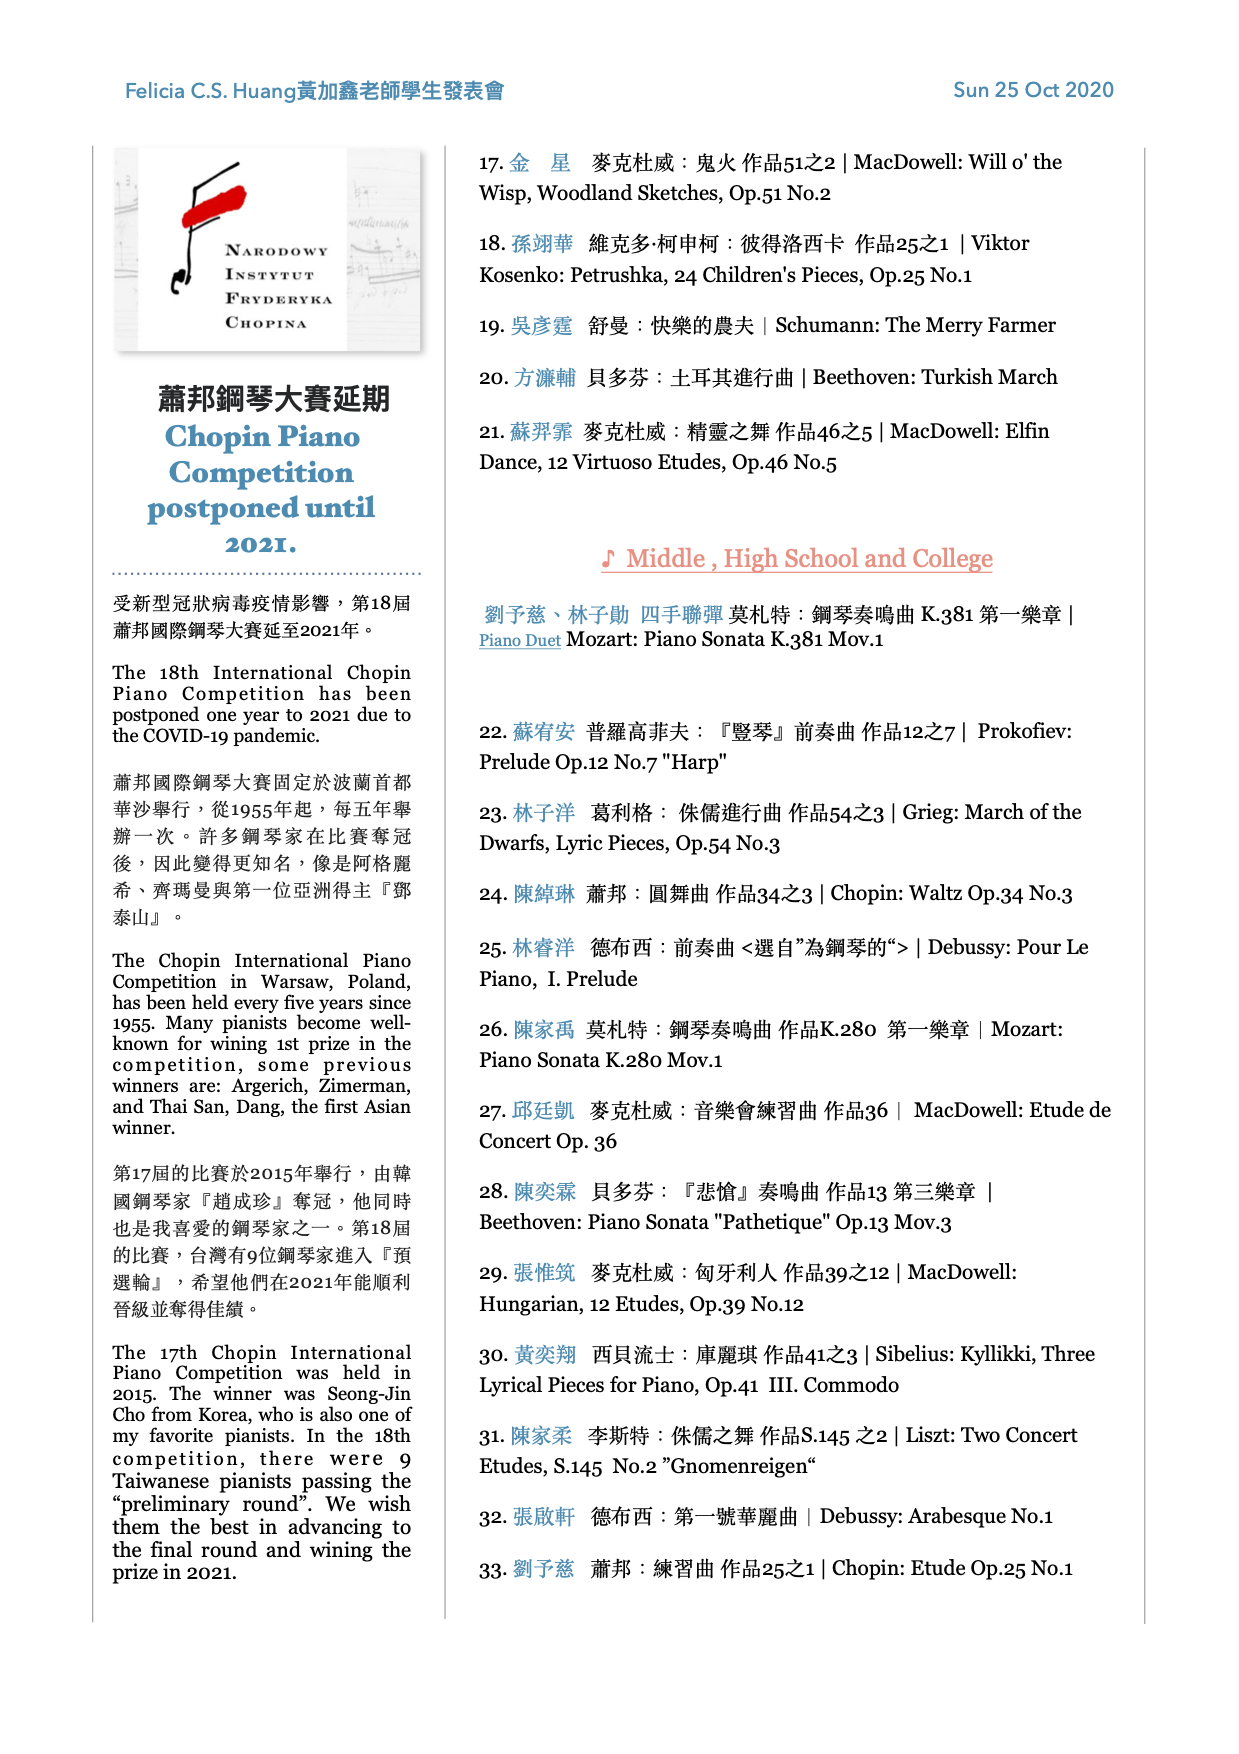 Felicia C.S. Huang黃加鑫老師學生發表會
Sun 25 Oct 2020
NARODOWY
INSTYTUT
FRYDERYKA
CHOPINA
蕭邦鋼琴大賽延期
Chopin Piano
Competition
postponed until
2021.
受新型冠狀病毒疫情影響，第18屆
蕭邦國際鋼琴大賽延至2021年。
The 18th International Chopin
Piano Competition has been
postponed one year to 2021 due to
the COVID-19 pandemic.
蕭邦國際鋼琴大賽固定於波蘭首都
華沙舉行，從1955年起，每五年舉
辦一次。許多鋼琴家在比賽奪冠
後，因此變得更知名，像是阿格麗
希、齊瑪曼與第一位亞洲得主『鄧
泰山』。
The Chopin International Piano
Competition in Warsaw, Poland,
has been held every five years since
1955. Many pianists become well-
known for wining 1st prize in the
competition, some previous
winners are: Argerich, Zimerman,
and Thai San, Dang, the first Asian
winner.
第17屆的比賽於2015年舉行，由韓
國鋼琴家『趙成珍』奪冠，他同時
也是我喜愛的鋼琴家之一。第18屆
的比賽，台灣有9位鋼琴家進入『預
選輪』，希望他們在2021年能順利
晉級並奪得佳績。
The 17th Chopin International
Piano Competition was held in
2015. The winner was Seong-Jin
Cho from Korea, who is also one of
my favorite pianists. In the 18th
competition, there were 9
Taiwanese pianists passing the
“preliminary round”. We wish
them the best in advancing to
the final round and wining the
prize in 2021.
17. 金　星 麥克杜威：鬼火 作品51之2 | MacDowell: Will o' the
Wisp, Woodland Sketches, Op.51 No.2
18. 孫翊華 維克多·柯申柯：彼得洛西卡 作品25之1 | Viktor
Kosenko: Petrushka, 24 Children's Pieces, Op.25 No.1
19. 吳彥霆 舒曼：快樂的農夫 | Schumann: The Merry Farmer
20. 方濂輔 貝多芬：土耳其進行曲 | Beethoven: Turkish March
21. 蘇羿霏 麥克杜威：精靈之舞 作品46之5 | MacDowell: Elfin
Dance, 12 Virtuoso Etudes, Op.46 No.5
♪ Middle , High School and College
劉予慈、林子勛 四手聯彈 莫札特：鋼琴奏鳴曲 K.381 第一樂章 |
Piano Duet Mozart: Piano Sonata K.381 Mov.1
22. 蘇宥安 普羅高菲夫：『豎琴』前奏曲 作品12之7 | Prokofiev:
Prelude Op.12 No.7 "Harp"
23. 林子洋 葛利格： 侏儒進行曲 作品54之3 | Grieg: March of the
Dwarfs, Lyric Pieces, Op.54 No.3
24. 陳綽琳 蕭邦：圓舞曲 作品34之3 | Chopin: Waltz Op.34 No.3
25. 林睿洋 德布西：前奏曲 <選自”為鋼琴的“> | Debussy: Pour Le
Piano, I. Prelude
26. 陳家禹 莫札特：鋼琴奏鳴曲 作品K.280 第一樂章 | Mozart:
Piano Sonata K.280 Mov.1
27. 邱廷凱 麥克杜威：音樂會練習曲 作品36 | MacDowell: Etude de
Concert Op. 36
28. 陳奕霖 貝多芬：『悲愴』奏鳴曲 作品13 第三樂章 |
Beethoven: Piano Sonata "Pathetique" Op.13 Mov.3
29. 張惟筑 麥克杜威：匈牙利人 作品39之12 | MacDowell:
Hungarian, 12 Etudes, Op.39 No.12
30. 黃奕翔 西貝流士：庫麗琪 作品41之3 | Sibelius: Kyllikki, Three
Lyrical Pieces for Piano, Op.41 III. Commodo
31. 陳家柔 李斯特：侏儒之舞 作品S.145 之2 | Liszt: Two Concert
Etudes, S.145 No.2 ”Gnomenreigen“
32. 張啟軒 德布西：第一號華麗曲 | Debussy: Arabesque No.1
33. 劉予慈 蕭邦：練習曲 作品25之1 | Chopin: Etude Op.25 No.1